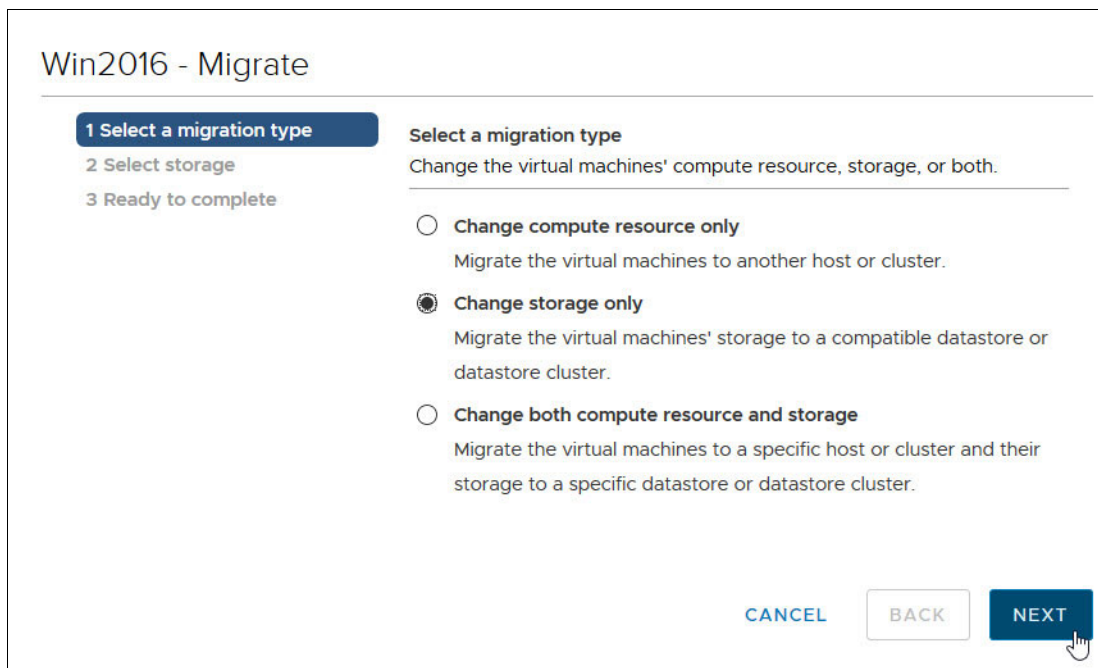 Win2016 - Migrate
1 Select a migration type
2 Select storage
3 Ready to complete
Select a migration type
Change the virtual machines' compute resource, storage, or both.
Change compute resource only
Migrate the virtual machines to another host or cluster.
Change storage only
Migrate the virtual machines' storage to a compatible datastore or
datastore cluster.
Change both compute resource and storage
Migrate the virtual machines to a specific host or cluster and their
storage to a specific datastore or datastore cluster.
CANCEL
BACK
NEXT